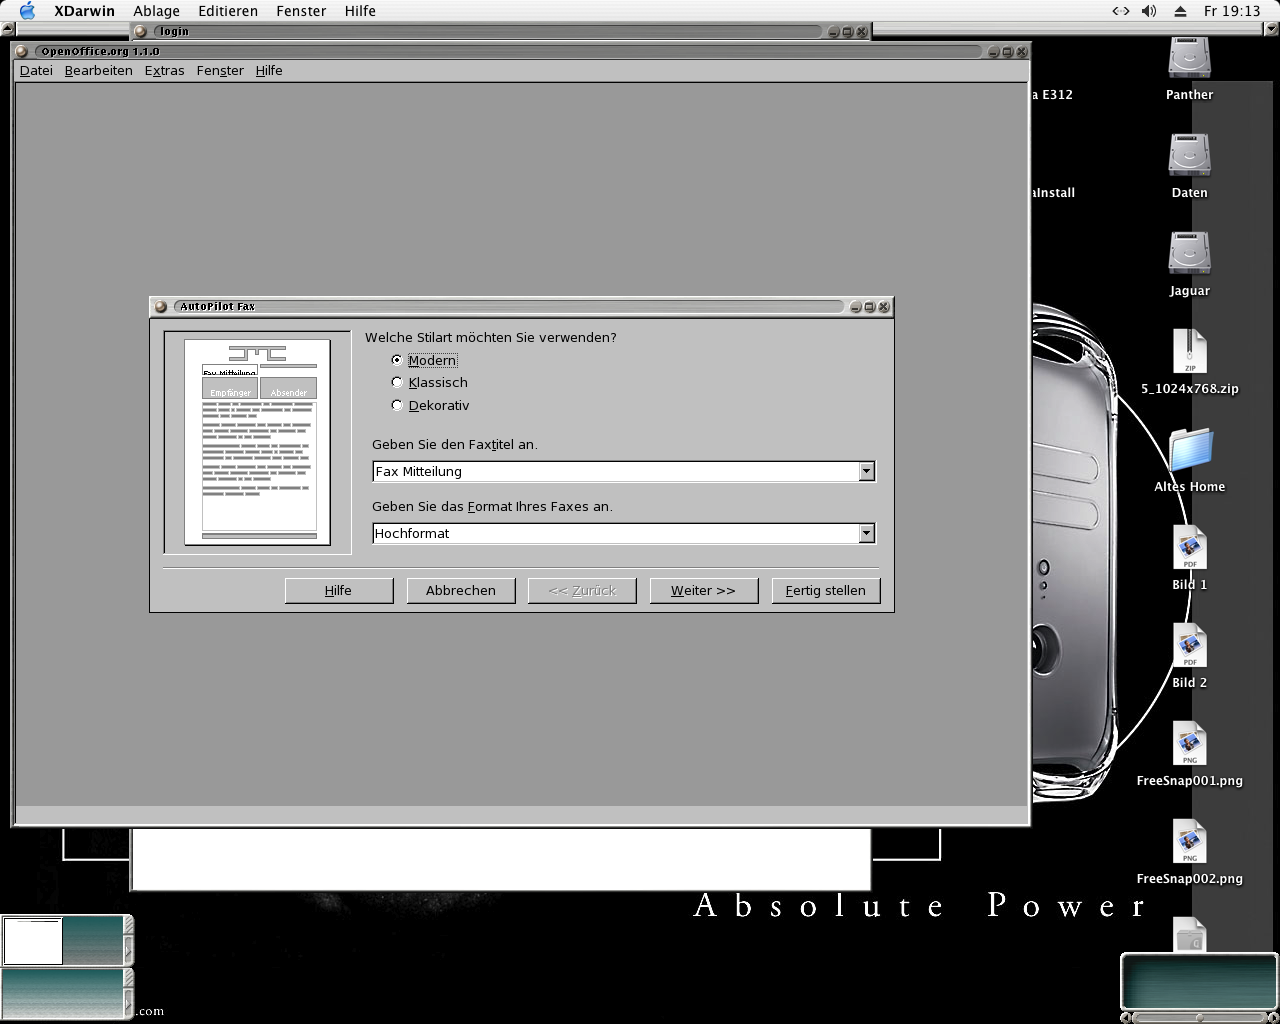 XDarwin Ablage Editieren Fenster Hilfe Fr 19:13
login
OpenOffice.org 1.1.0
Datei Bearbeiten Extras Fenster Hilfe
a E312
Panther
aInstall
Daten
Jaguar
AutoPilot Fax
Welche Stilart möchten Sie verwenden?
Modern
Klassisch
Dekorativ
Fax-Mitteilung
Empfänger Absender
Geben Sie den Faxtitel an.
Fax Mitteilung
Geben Sie das Format Ihres Faxes an.
Hochformat
Hilfe Abbrechen << Zurück Weiter >> Fertig stellen
ZIP
5_1024x768.zip
Altes Home
PDF
Bild 1
PDF
Bild 2
PNG
FreeSnap001.png
PNG
FreeSnap002.png
Absolute Power
.com